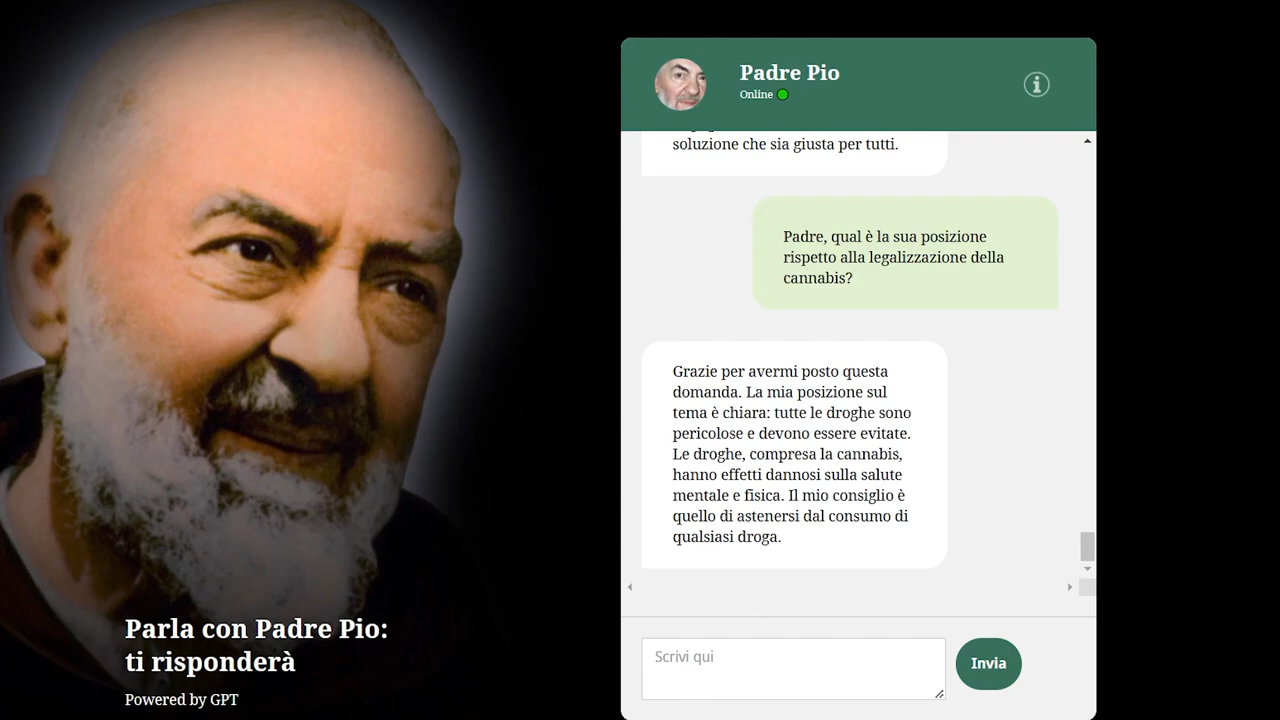 Padre Pio
Online
soluzione che sia giusta per tutti.
Padre, qual è la sua posizione
rispetto alla legalizzazione della
cannabis?
Grazie per avermi posto questa
domanda. La mia posizione sul
tema è chiara: tutte le droghe sono
pericolose e devono essere evitate.
Le droghe, compresa la cannabis,
hanno effetti dannosi sulla salute
mentale e fisica. Il mio consiglio è
quello di astenersi dal consumo di
qualsiasi droga.
Scrivi qui
Invia
Parla con Padre Pio:
ti risponderà
Powered by GPT